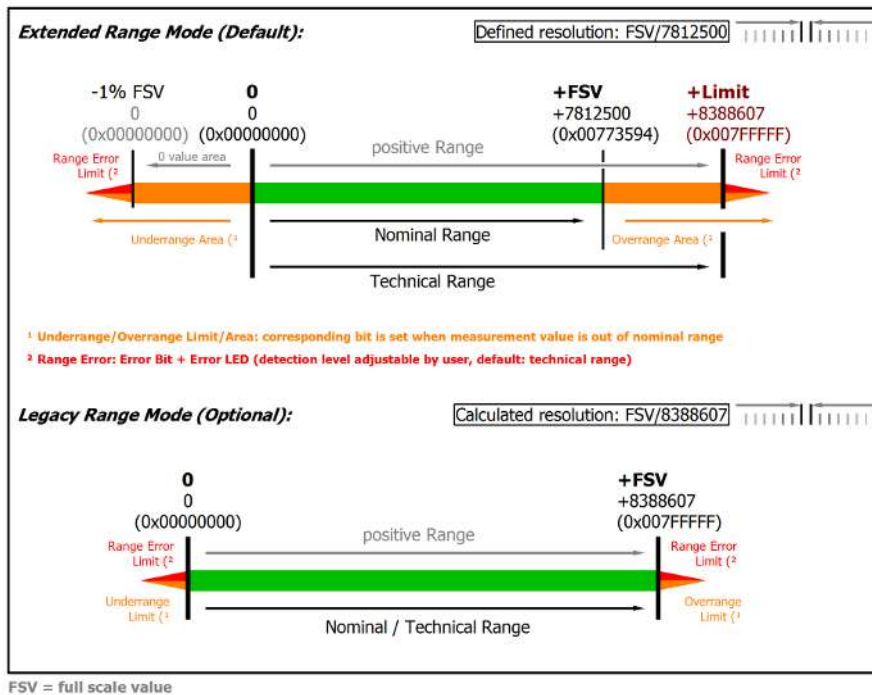 Extended Range Mode (Default):
Defined resolution: FSV/7812500
-1% FSV
0
(0x00000000)
0
0
(0x00000000)
+FSV
+7812500
(0x00773594)
+Limit
+8388607
(0x007FFFFF)
Range Error
Limit (²
0 value area
positive Range
Range Error
Limit (²
Underrange Area (¹
Nominal Range
Overrange Area (¹
Technical Range
¹ Underrange/Overrange Limit/Area: corresponding bit is set when measurement value is out of nominal range
² Range Error: Error Bit + Error LED (detection level adjustable by user, default: technical range)
Legacy Range Mode (Optional):
Calculated resolution: FSV/8388607
0
0
(0x00000000)
+FSV
+8388607
(0x007FFFFF)
Range Error
Limit (²
positive Range
Range Error
Limit (²
Underrange
Limit (¹
Nominal / Technical Range
Overrange
Limit (¹
FSV = full scale value